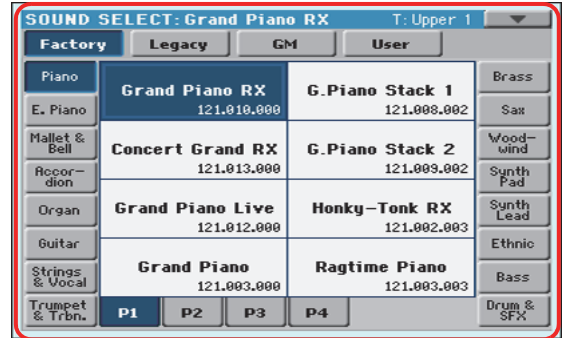 SOUND SELECT: Grand Piano RX T: Upper 1
Factory Legacy GM User
Piano
E. Piano
Mallet &
Bell
Accor-
dion
Organ
Guitar
Strings
& Vocal
Trumpet
& Trbn.
Grand Piano RX
121.010.000
G.Piano Stack 1
121.008.002
Concert Grand RX
121.013.000
G.Piano Stack 2
121.009.002
Grand Piano Live
121.012.000
Honky-Tonk RX
121.002.003
Grand Piano
121.003.000
Ragtime Piano
121.003.003
Brass
Sax
Wood-
wind
Synth
Pad
Synth
Lead
Ethnic
Bass
Drum &
SFX
P1 P2 P3 P4